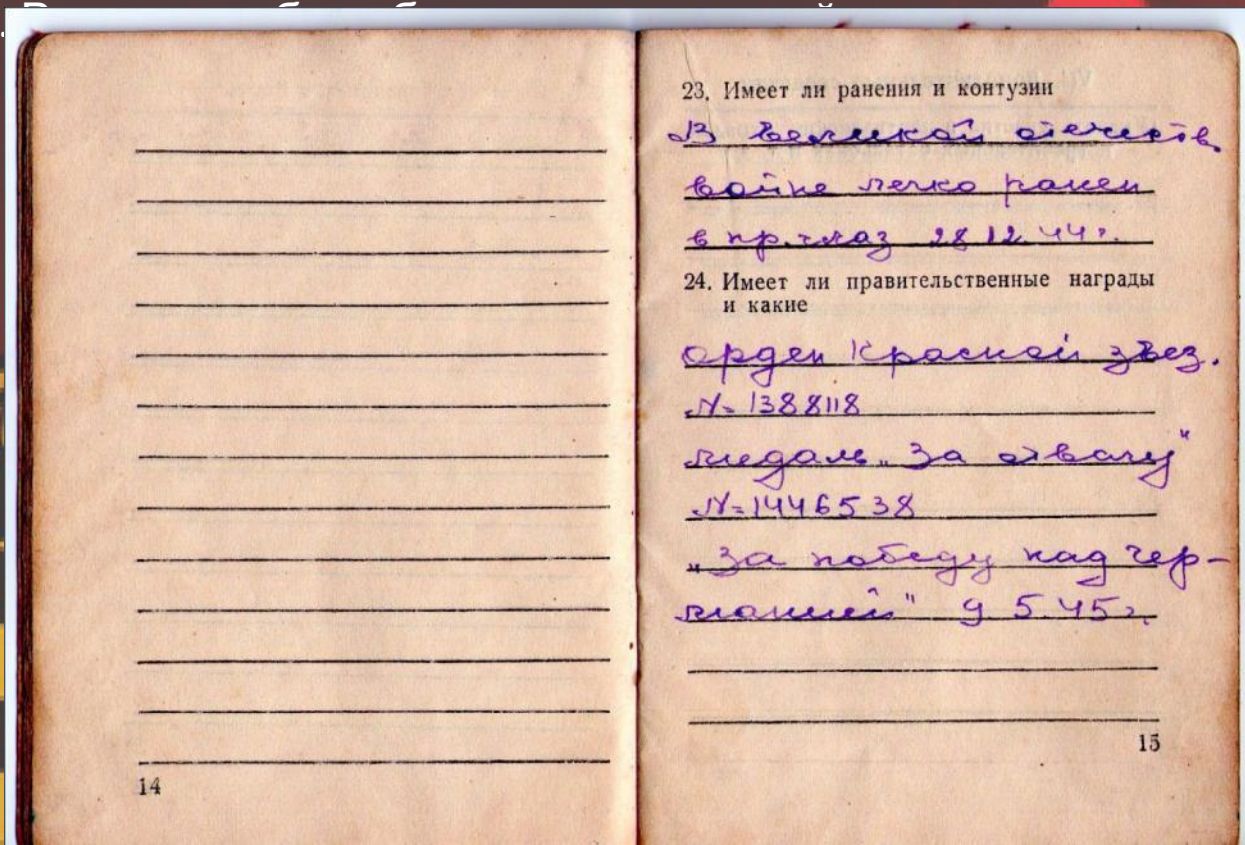 14
23. Имеет ли ранения и контузии
В великой отечеств.
войне легко ранен
в пр. глаз 28 12. 44 г.
24. Имеет ли правительственные награды
и какие
орден Красной звез.
N= 1388118
медаль „За отвагу"
N= 1446538
„За победу над гер-
манией" 9 5.45 г.
15